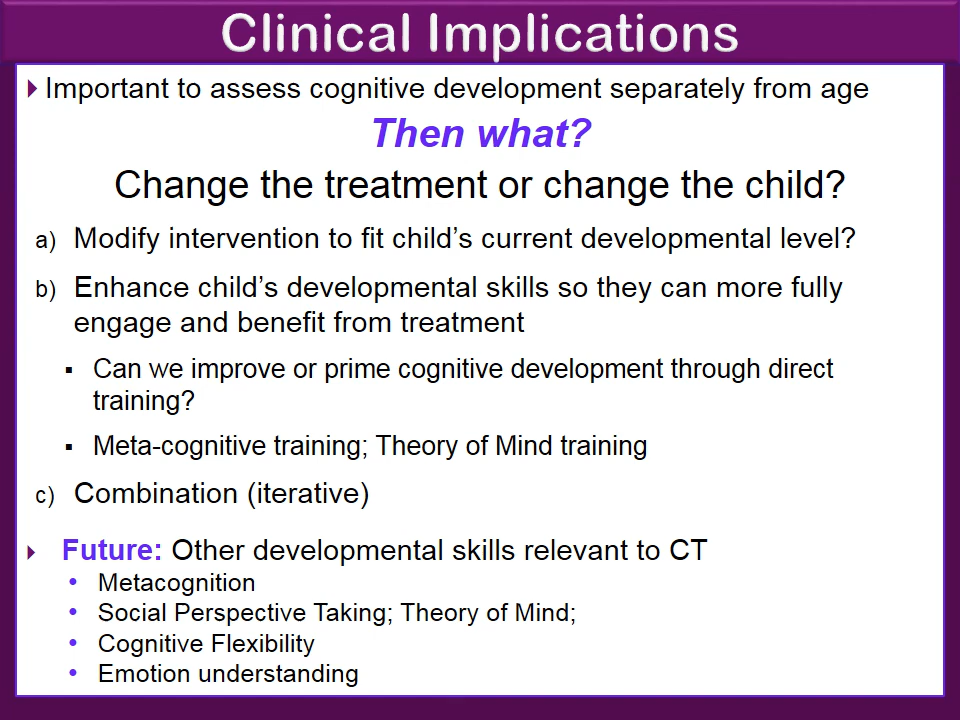 Clinical Implications
Important to assess cognitive development separately from age
Then what?
Change the treatment or change the child?
a) Modify intervention to fit child’s current developmental level?
b) Enhance child’s developmental skills so they can more fully
engage and benefit from treatment
▪ Can we improve or prime cognitive development through direct
training?
▪ Meta-cognitive training; Theory of Mind training
c) Combination (iterative)
Future: Other developmental skills relevant to CT
• Metacognition
• Social Perspective Taking; Theory of Mind;
• Cognitive Flexibility
• Emotion understanding